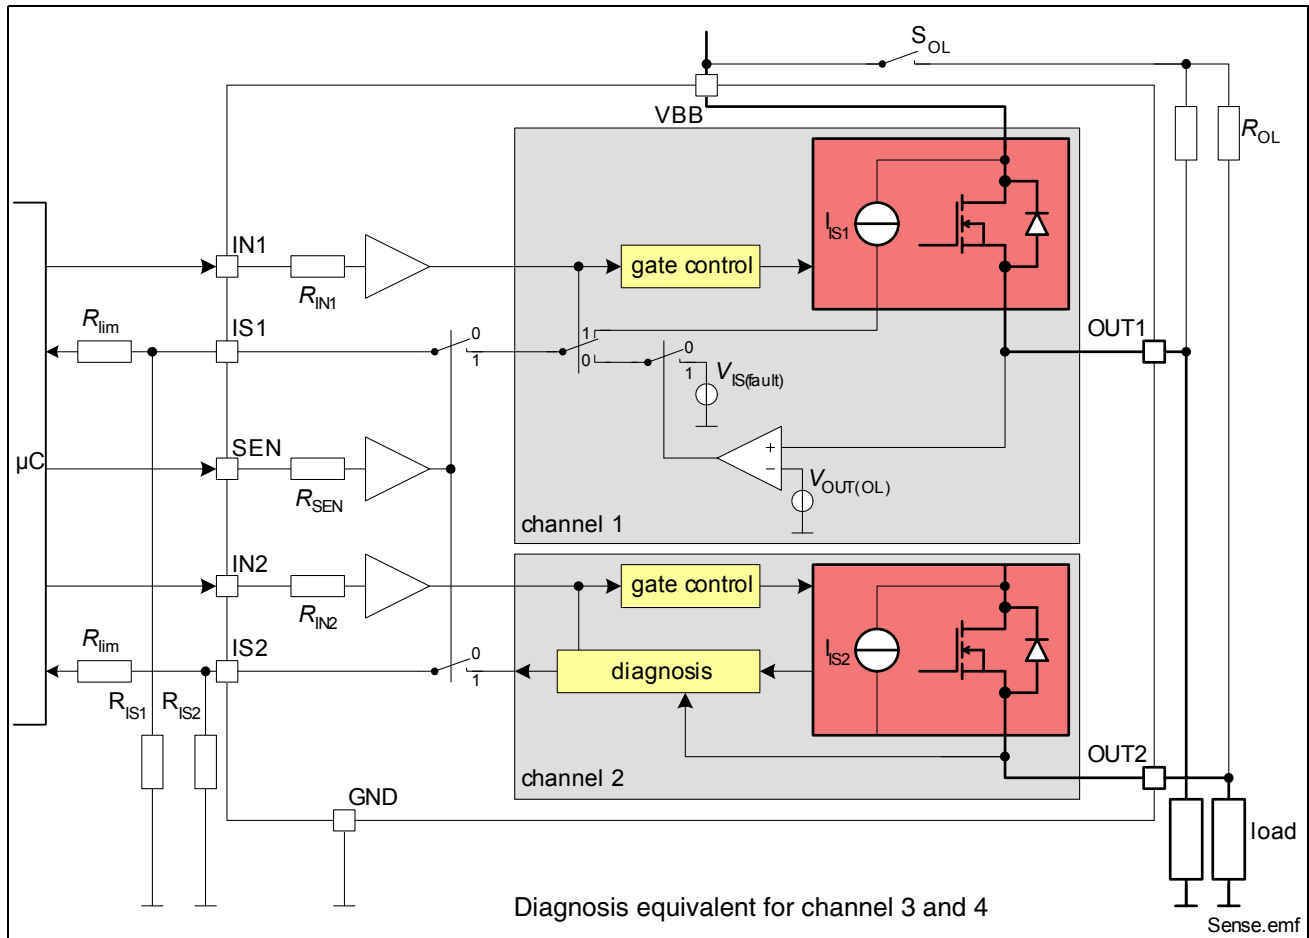 S_OL
VBB
R_OL
IN1
R_IN1
gate control
I_IS1
R_lim
IS1
0
1
1
0
0
1
V_IS(fault)
OUT1
µC
SEN
R_SEN
+
−
V_OUT(OL)
channel 1
IN2
R_IN2
gate control
I_IS2
R_lim
IS2
0
1
diagnosis
R_IS1
R_IS2
channel 2
OUT2
GND
load
Diagnosis equivalent for channel 3 and 4
Sense.emf